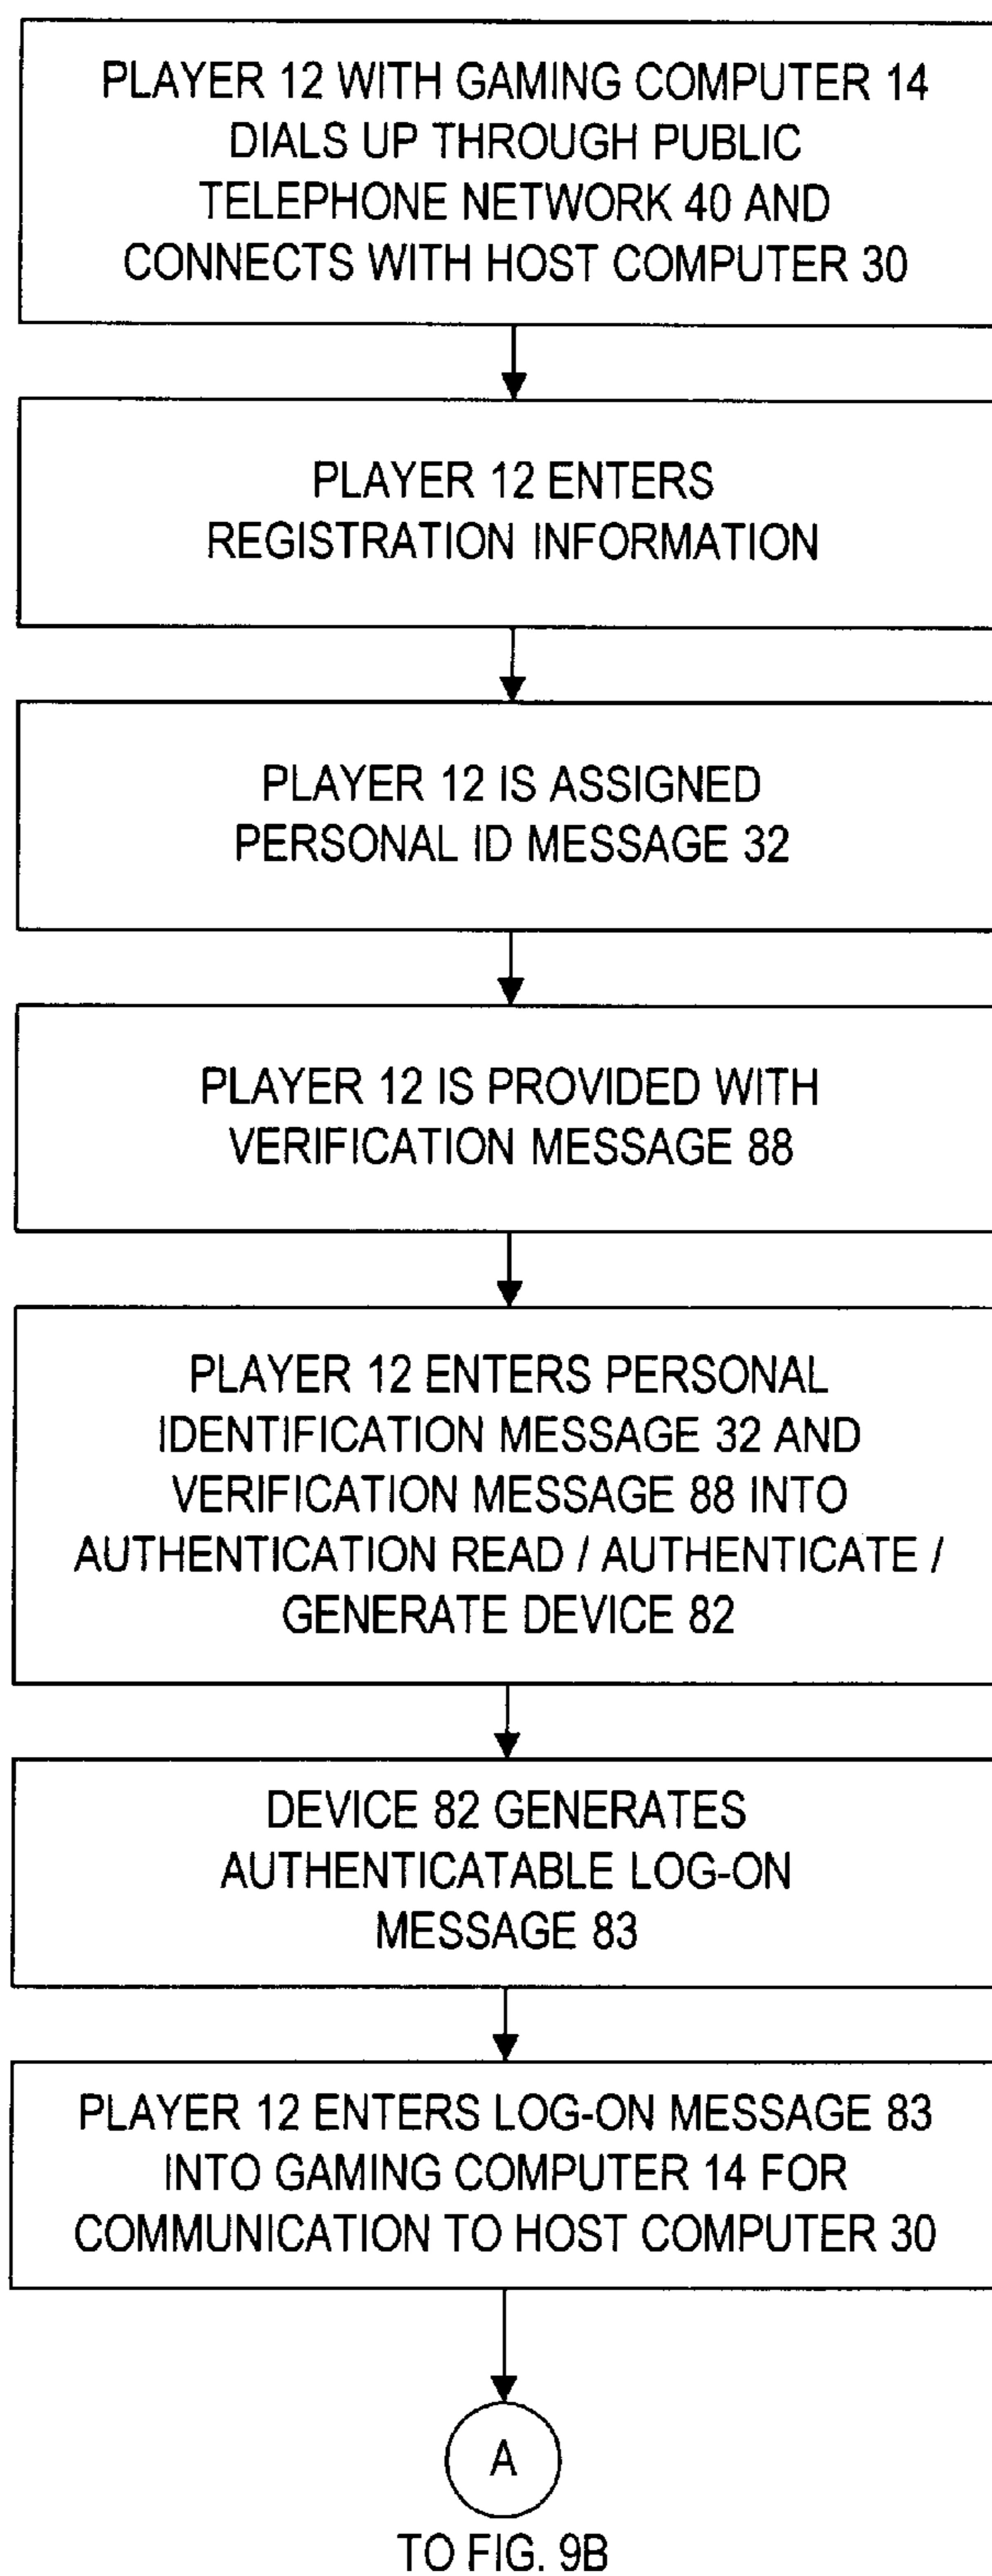 PLAYER 12 WITH GAMING COMPUTER 14
DIALS UP THROUGH PUBLIC
TELEPHONE NETWORK 40 AND
CONNECTS WITH HOST COMPUTER 30
PLAYER 12 ENTERS
REGISTRATION INFORMATION
PLAYER 12 IS ASSIGNED
PERSONAL ID MESSAGE 32
PLAYER 12 IS PROVIDED WITH
VERIFICATION MESSAGE 88
PLAYER 12 ENTERS PERSONAL
IDENTIFICATION MESSAGE 32 AND
VERIFICATION MESSAGE 88 INTO
AUTHENTICATION READ / AUTHENTICATE /
GENERATE DEVICE 82
DEVICE 82 GENERATES
AUTHENTICATABLE LOG-ON
MESSAGE 83
PLAYER 12 ENTERS LOG-ON MESSAGE 83
INTO GAMING COMPUTER 14 FOR
COMMUNICATION TO HOST COMPUTER 30
A
TO FIG. 9B